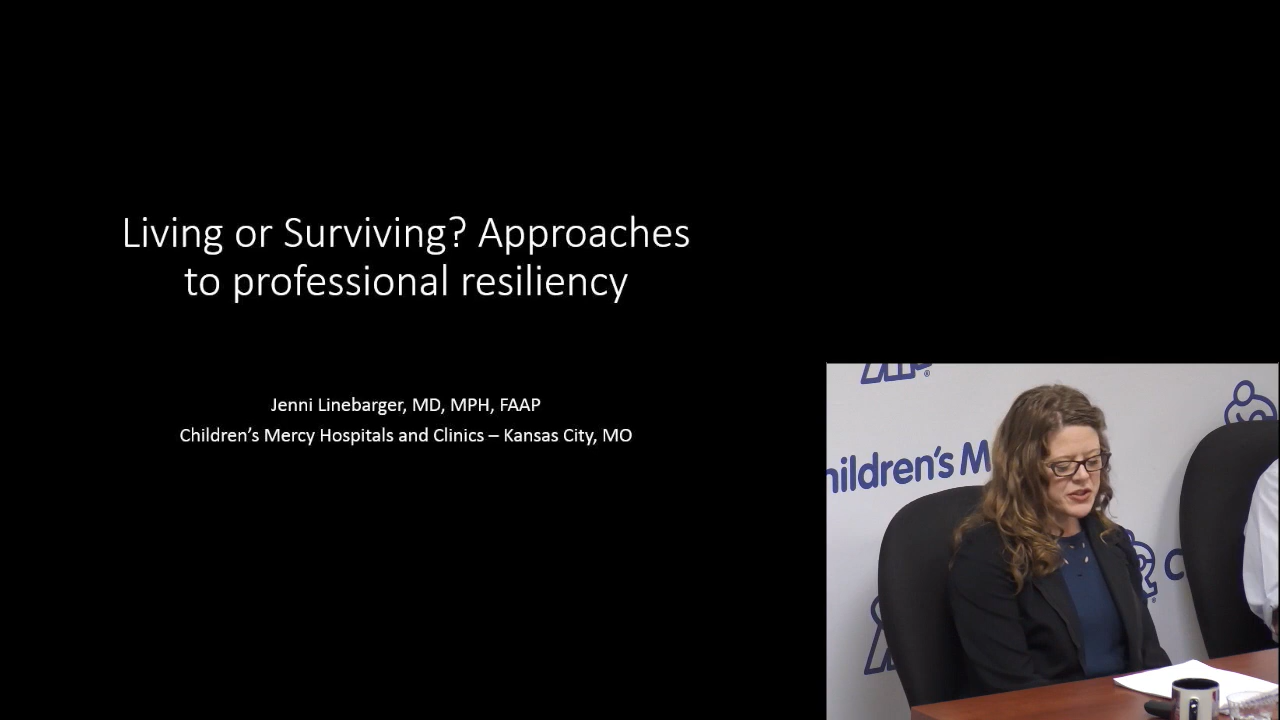 Living or Surviving? Approaches
to professional resiliency
Jenni Linebarger, MD, MPH, FAAP
Children’s Mercy Hospitals and Clinics – Kansas City, MO
hildren's M
C